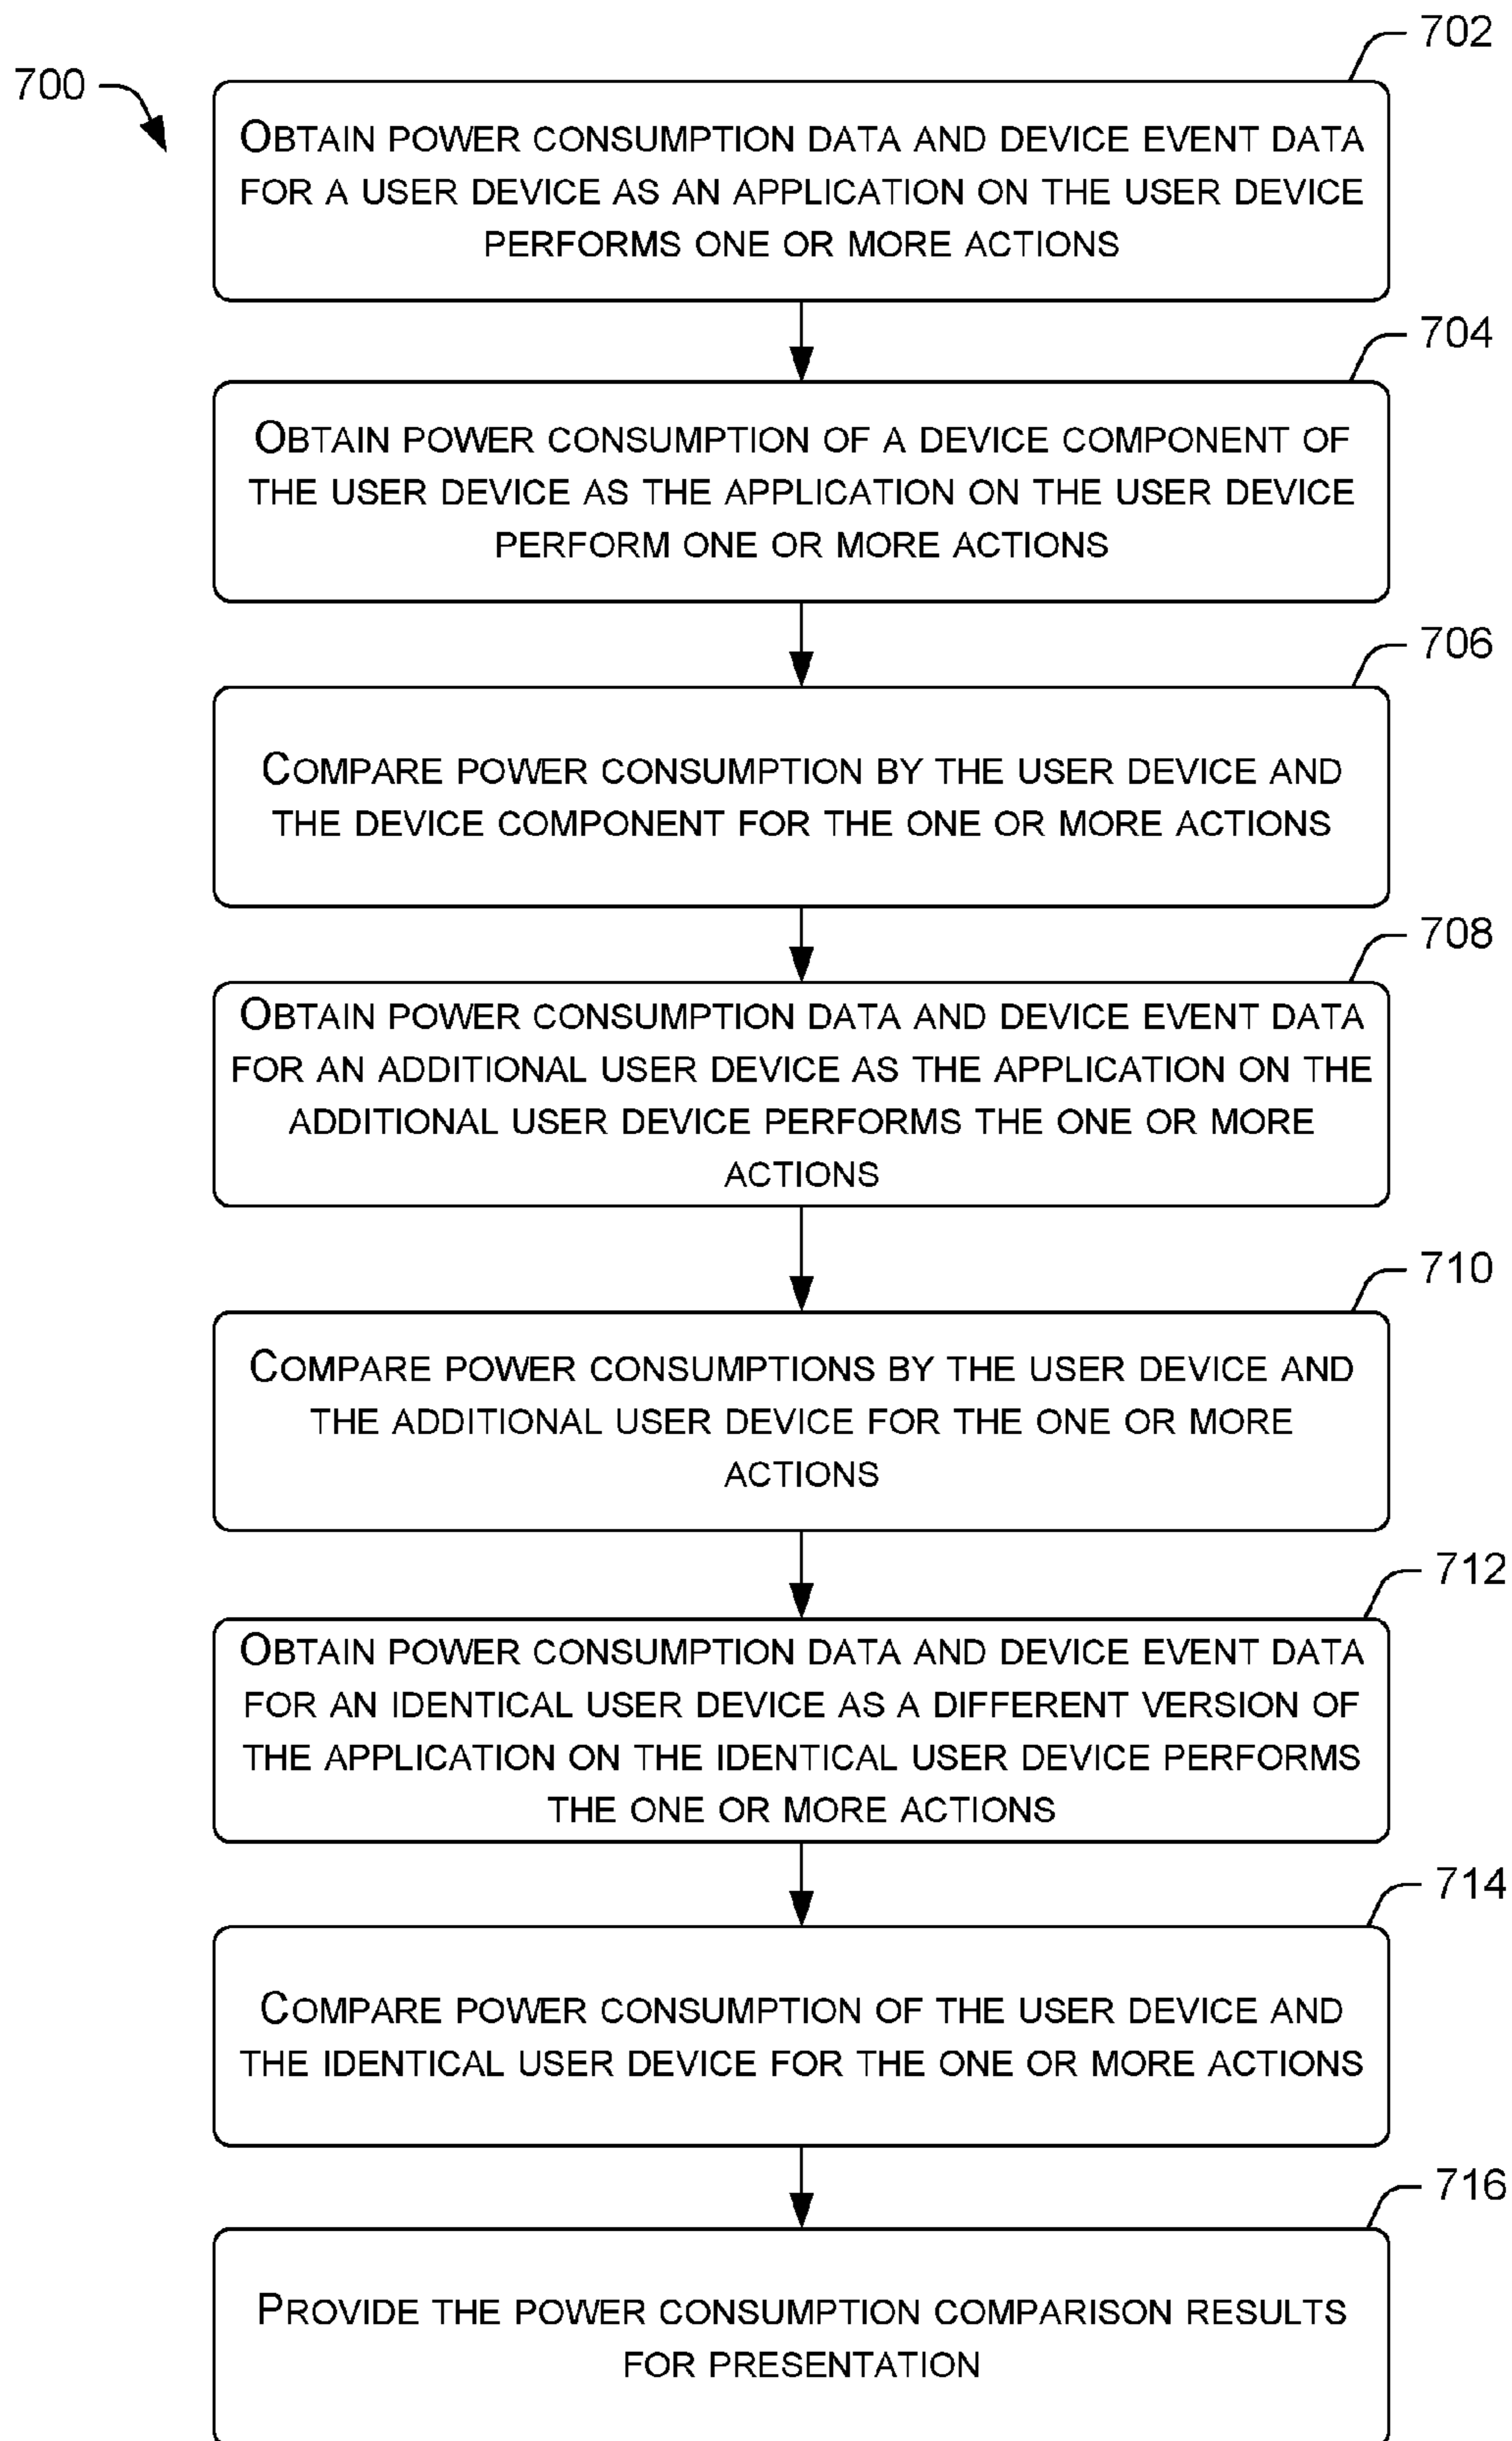 702
700
OBTAIN POWER CONSUMPTION DATA AND DEVICE EVENT DATA
FOR A USER DEVICE AS AN APPLICATION ON THE USER DEVICE
PERFORMS ONE OR MORE ACTIONS
704
OBTAIN POWER CONSUMPTION OF A DEVICE COMPONENT OF
THE USER DEVICE AS THE APPLICATION ON THE USER DEVICE
PERFORM ONE OR MORE ACTIONS
706
COMPARE POWER CONSUMPTION BY THE USER DEVICE AND
THE DEVICE COMPONENT FOR THE ONE OR MORE ACTIONS
708
OBTAIN POWER CONSUMPTION DATA AND DEVICE EVENT DATA
FOR AN ADDITIONAL USER DEVICE AS THE APPLICATION ON THE
ADDITIONAL USER DEVICE PERFORMS THE ONE OR MORE
ACTIONS
710
COMPARE POWER CONSUMPTIONS BY THE USER DEVICE AND
THE ADDITIONAL USER DEVICE FOR THE ONE OR MORE
ACTIONS
712
OBTAIN POWER CONSUMPTION DATA AND DEVICE EVENT DATA
FOR AN IDENTICAL USER DEVICE AS A DIFFERENT VERSION OF
THE APPLICATION ON THE IDENTICAL USER DEVICE PERFORMS
THE ONE OR MORE ACTIONS
714
COMPARE POWER CONSUMPTION OF THE USER DEVICE AND
THE IDENTICAL USER DEVICE FOR THE ONE OR MORE ACTIONS
716
PROVIDE THE POWER CONSUMPTION COMPARISON RESULTS
FOR PRESENTATION